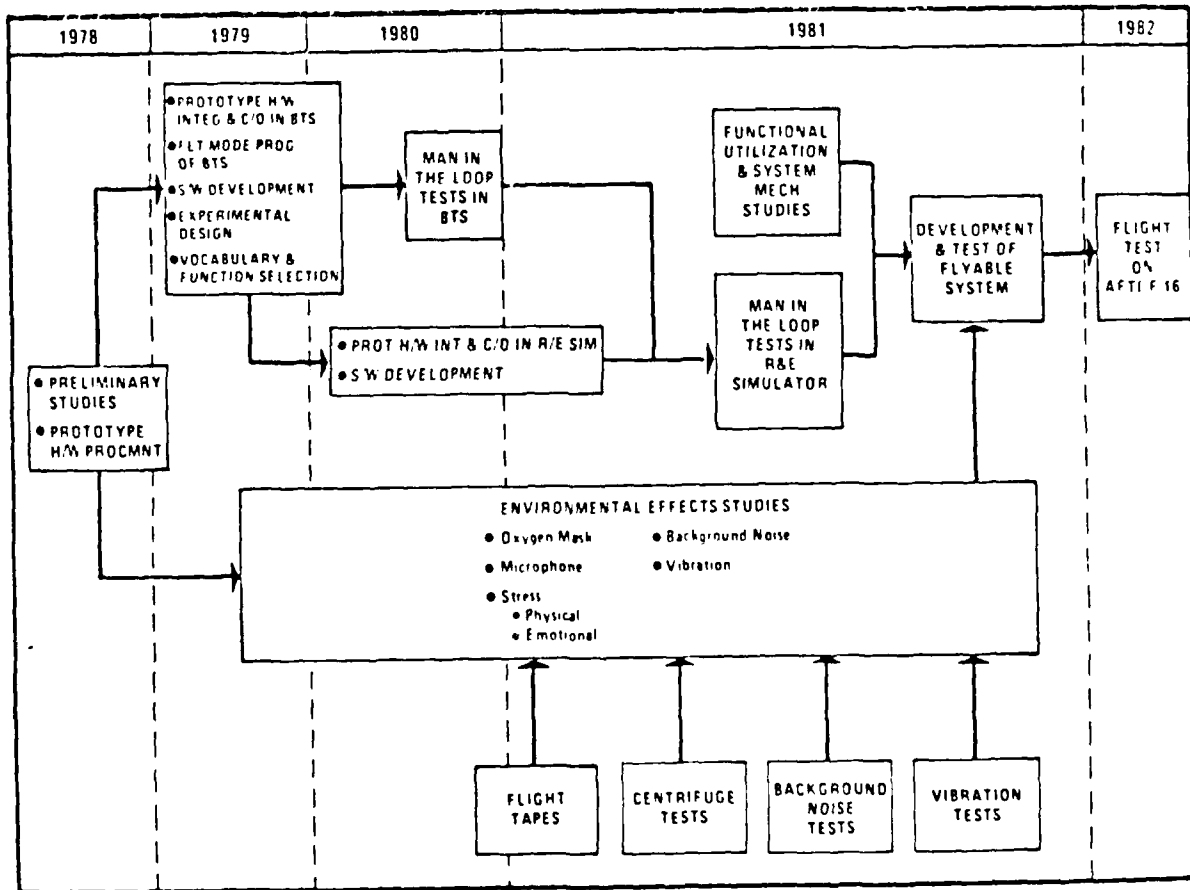 1978
1979
1980
1981
1982
● PROTOTYPE H/W
INTEG & C/O IN BTS
● FLT MODE PROG
OF BTS
● S/W DEVELOPMENT
● EXPERIMENTAL
DESIGN
● VOCABULARY &
FUNCTION SELECTION
MAN IN
THE LOOP
TESTS IN
BTS
FUNCTIONAL
UTILIZATION
& SYSTEM
MECH
STUDIES
DEVELOPMENT
& TEST OF
FLYABLE
SYSTEM
FLIGHT
TEST
ON
AFTI F 16
● PROT H/W INT & C/O IN R/E SIM
● S/W DEVELOPMENT
MAN IN
THE LOOP
TESTS IN
R&E
SIMULATOR
● PRELIMINARY
STUDIES
● PROTOTYPE
H/W PROCMNT
ENVIRONMENTAL EFFECTS STUDIES
● Oxygen Mask
● Background Noise
● Microphone
● Vibration
● Stress
● Physical
● Emotional
FLIGHT
TAPES
CENTRIFUGE
TESTS
BACKGROUND
NOISE
TESTS
VIBRATION
TESTS